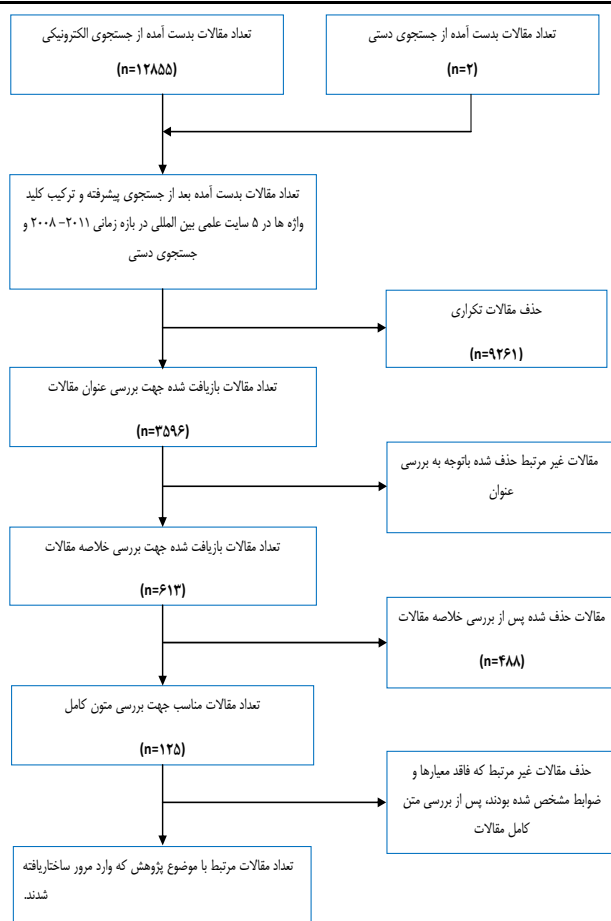 تعداد مقالات بدست آمده از جستجوی دستی
(n=۲)
تعداد مقالات بدست آمده از جستجوی الکترونیکی
(n=۱۲۸۵۵)
تعداد مقالات بدست آمده بعد از جستجوی پیشرفته و ترکیب کلید
واژه ها در ۵ سایت علمی بین المللی در بازه زمانی ۲۰۱۱- ۲۰۰۸ و
جستجوی دستی
حذف مقالات تکراری
(n=۹۲۶۱)
تعداد مقالات بازیافت شده جهت بررسی عنوان مقالات
(n=۳۵۹۶)
مقالات غیر مرتبط حذف شده باتوجه به بررسی
عنوان
تعداد مقالات بازیافت شده جهت بررسی خلاصه مقالات
(n=۶۱۳)
مقالات حذف شده پس از بررسی خلاصه مقالات
(n=۴۸۸)
تعداد مقالات مناسب جهت بررسی متون کامل
(n=۱۲۵)
حذف مقالات غیر مرتبط که فاقد معیارها و
ضوابط مشخص شده بودند، پس از بررسی متن
کامل مقالات
تعداد مقالات مرتبط با موضوع پژوهش که وارد مرور ساختاریافته
شدند.